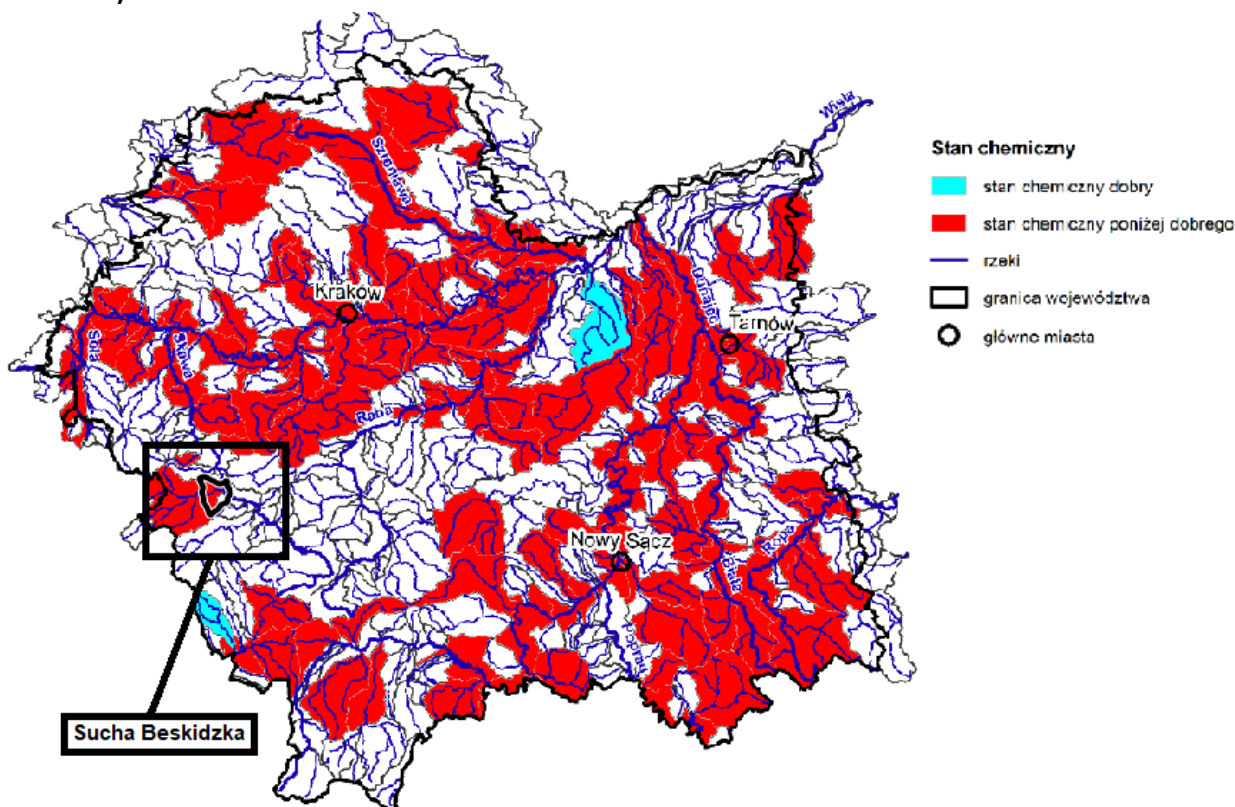 Wisła
Szreniawa
Stan chemiczny
stan chemiczny dobry
stan chemiczny poniżej dobrego
rzeki
granica województwa
główne miasta
Kraków
Dunajec
Tarnów
Soła
Skawa
Raba
Nowy Sącz
Ropa
Biała
Poprad
Sucha Beskidzka